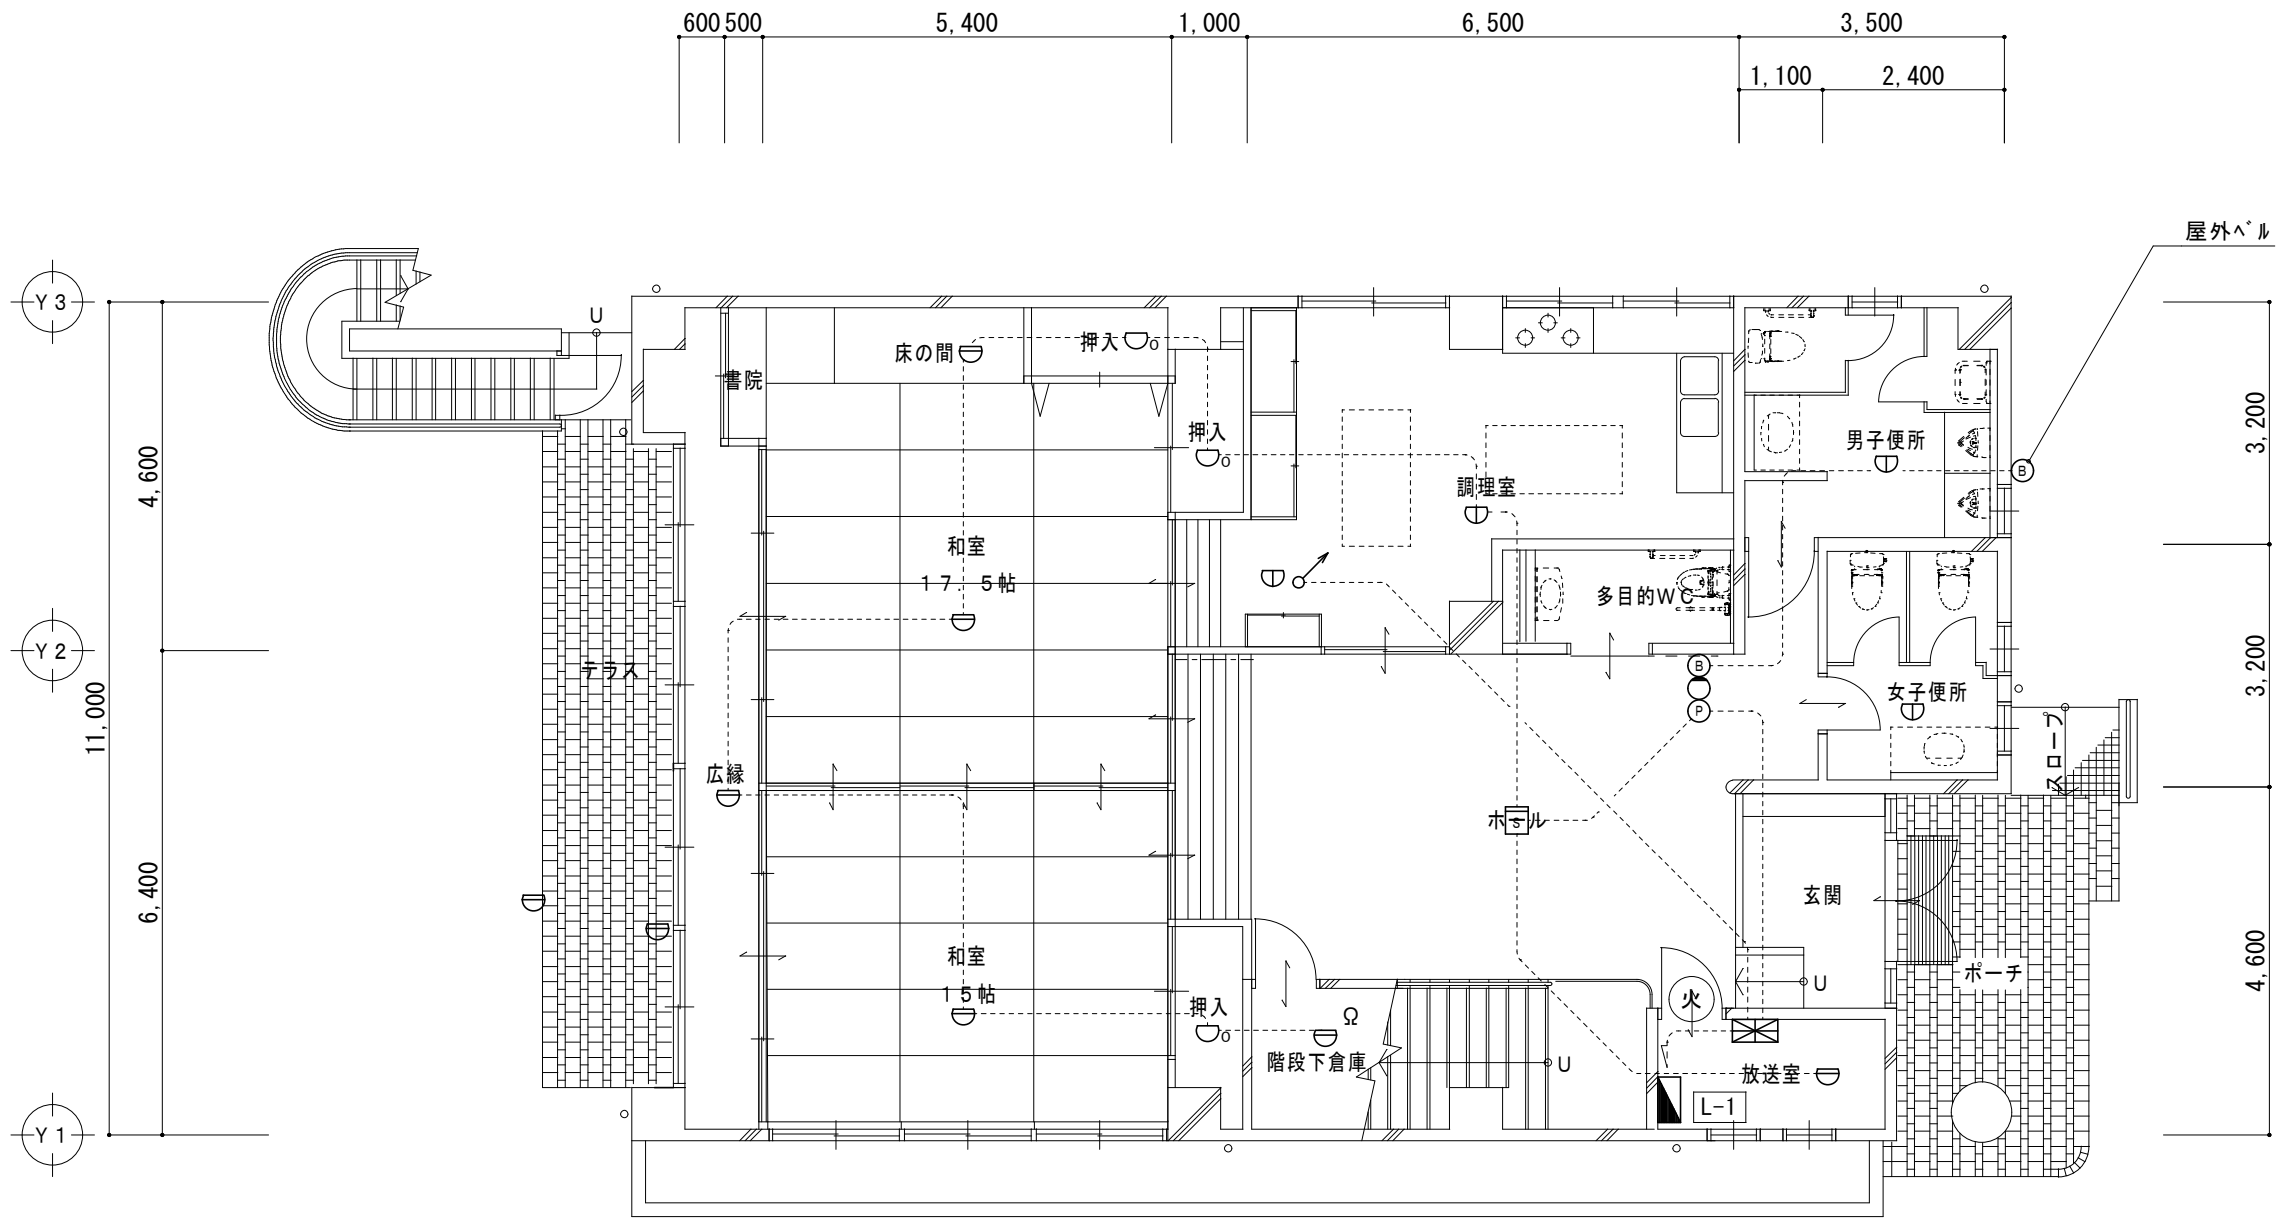 600 500 5,400 1,000 6,500 3,500
1,100 2,400
屋外ベル
Y3
U
床の間
押入
O
書院
押入
O
男子便所
B
3,200
4,600
調理室
和室
17.5帖
多目的WC
Y2
テラス
B
女子便所
3,200
11,000
P
スロープ
広縁
ホール
S
6,400
玄関
和室
15帖
ポーチ
4,600
U
火
押入
O
Ω
階段下倉庫
U
放送室
L-1
Y1